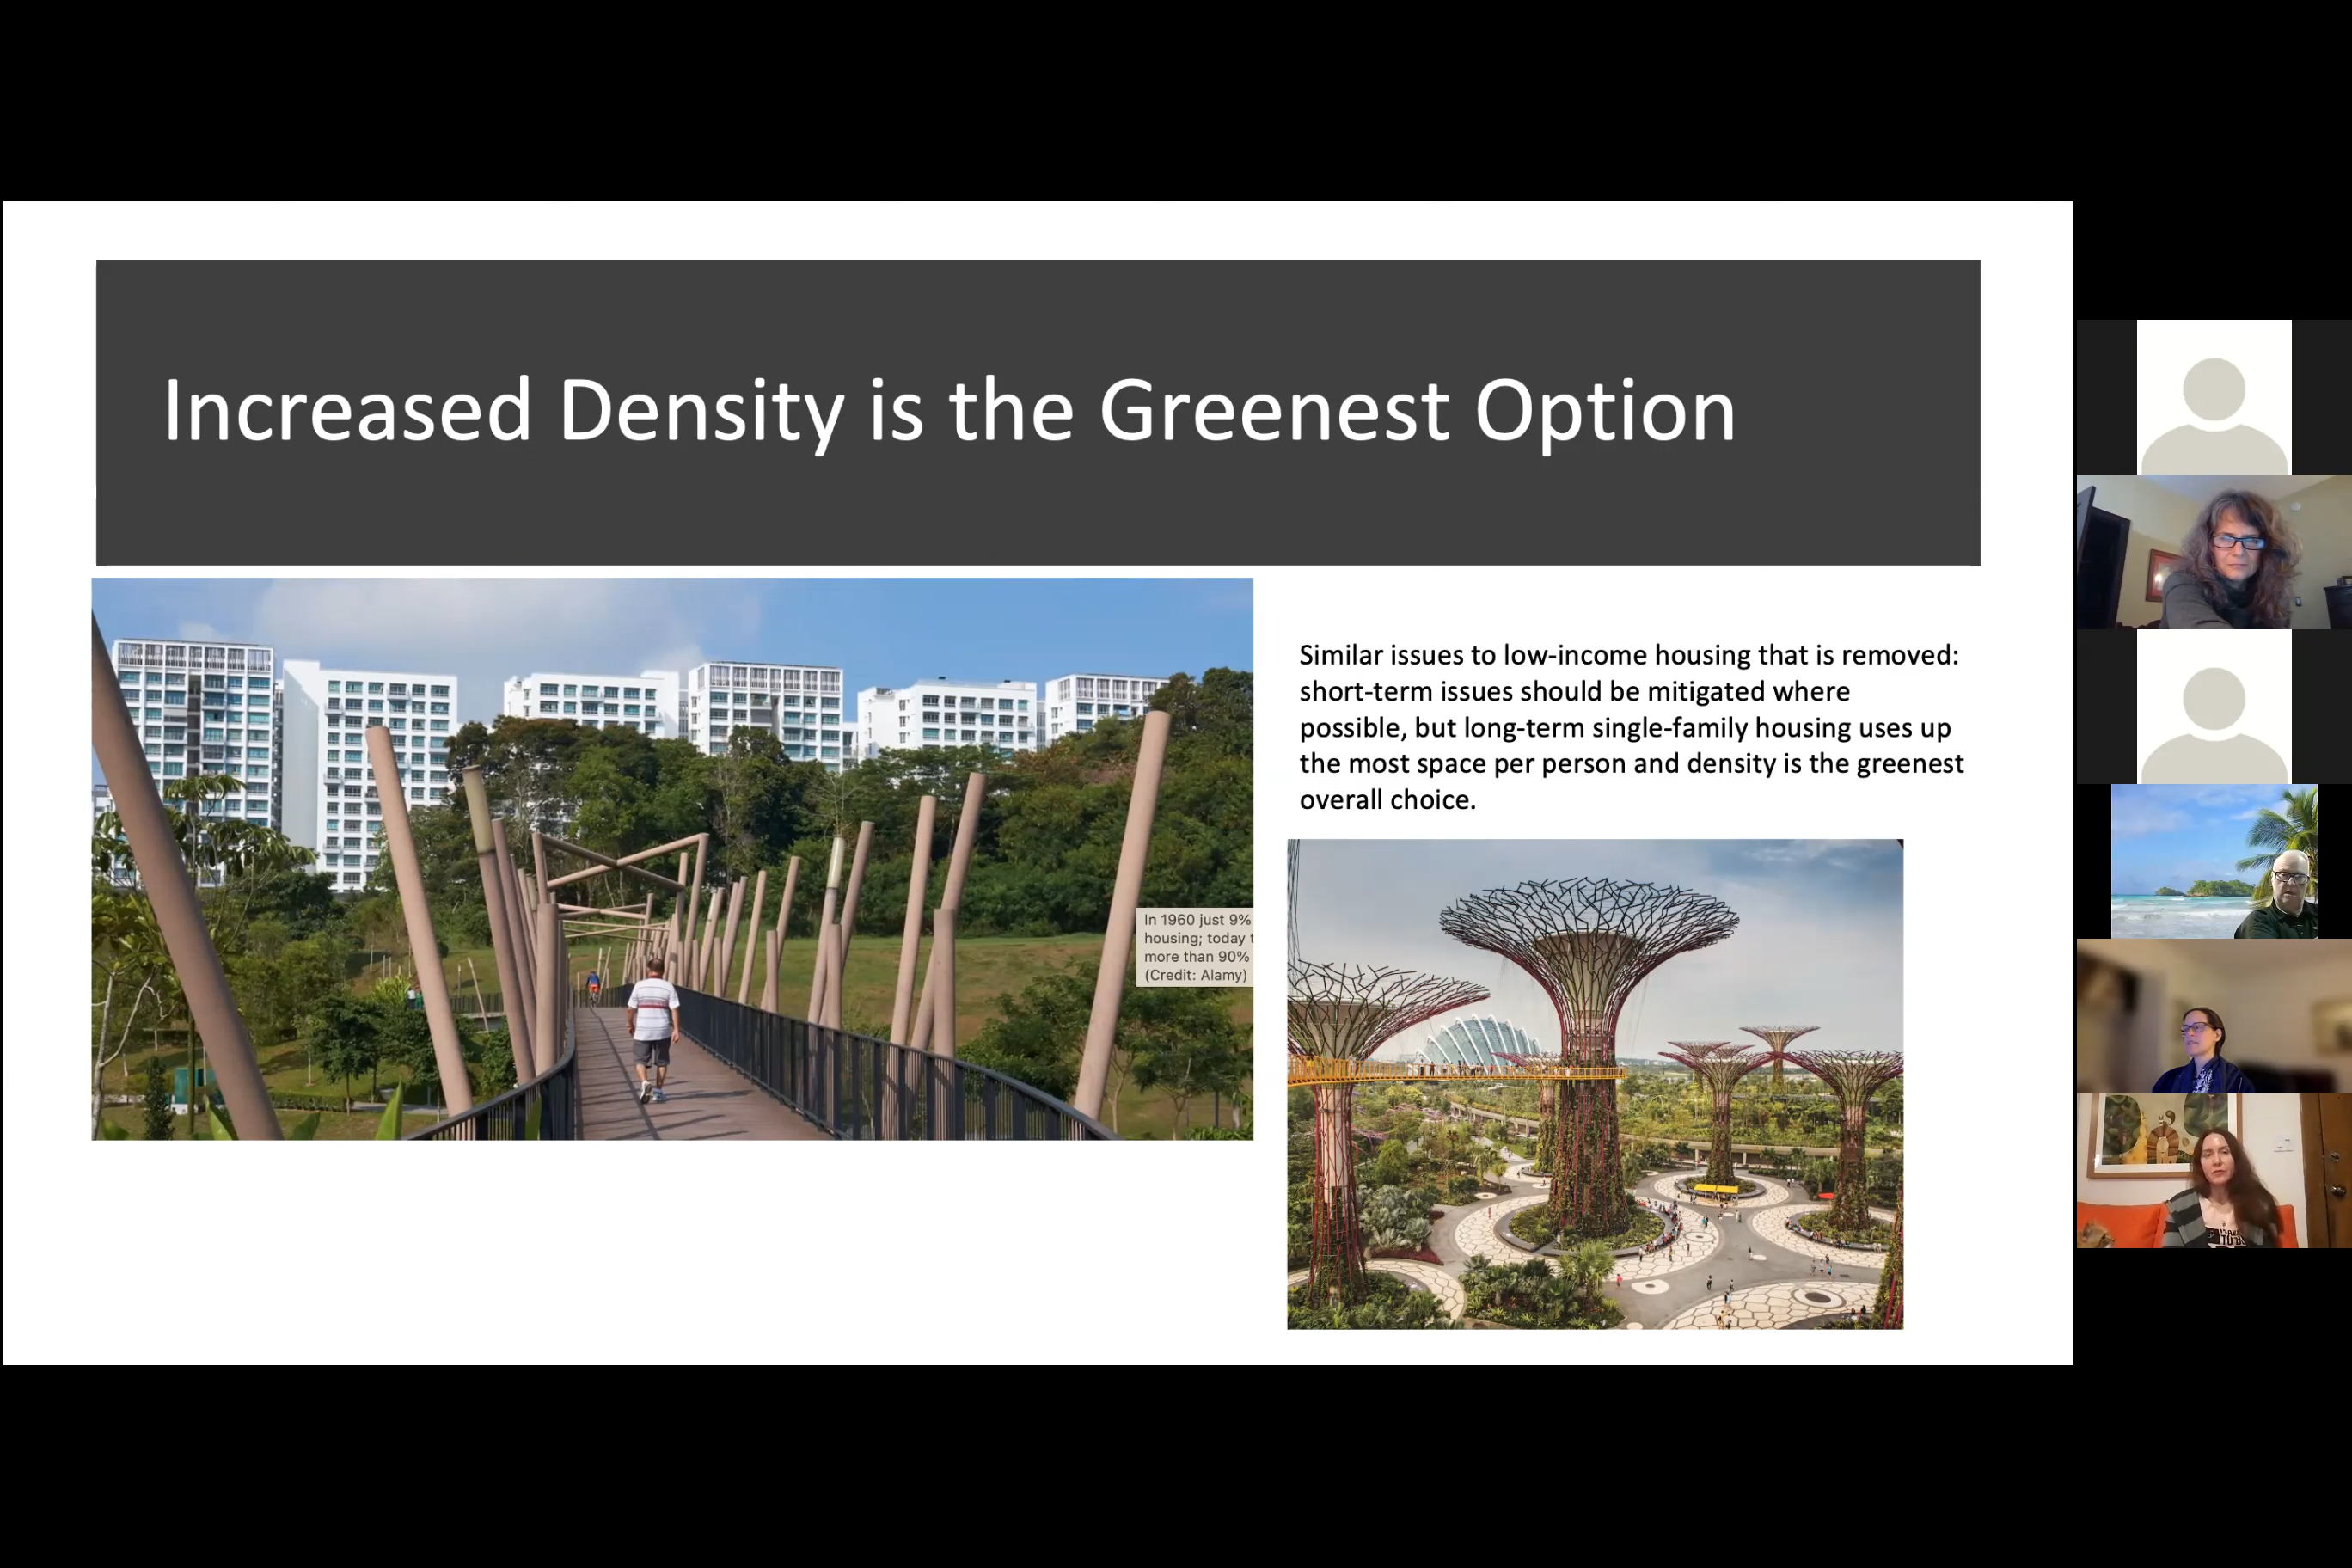 Increased Density is the Greenest Option
Similar issues to low-income housing that is removed:
short-term issues should be mitigated where
possible, but long-term single-family housing uses up
the most space per person and density is the greenest
overall choice.
In 1960 just 9%
housing; today t
more than 90%
(Credit: Alamy)